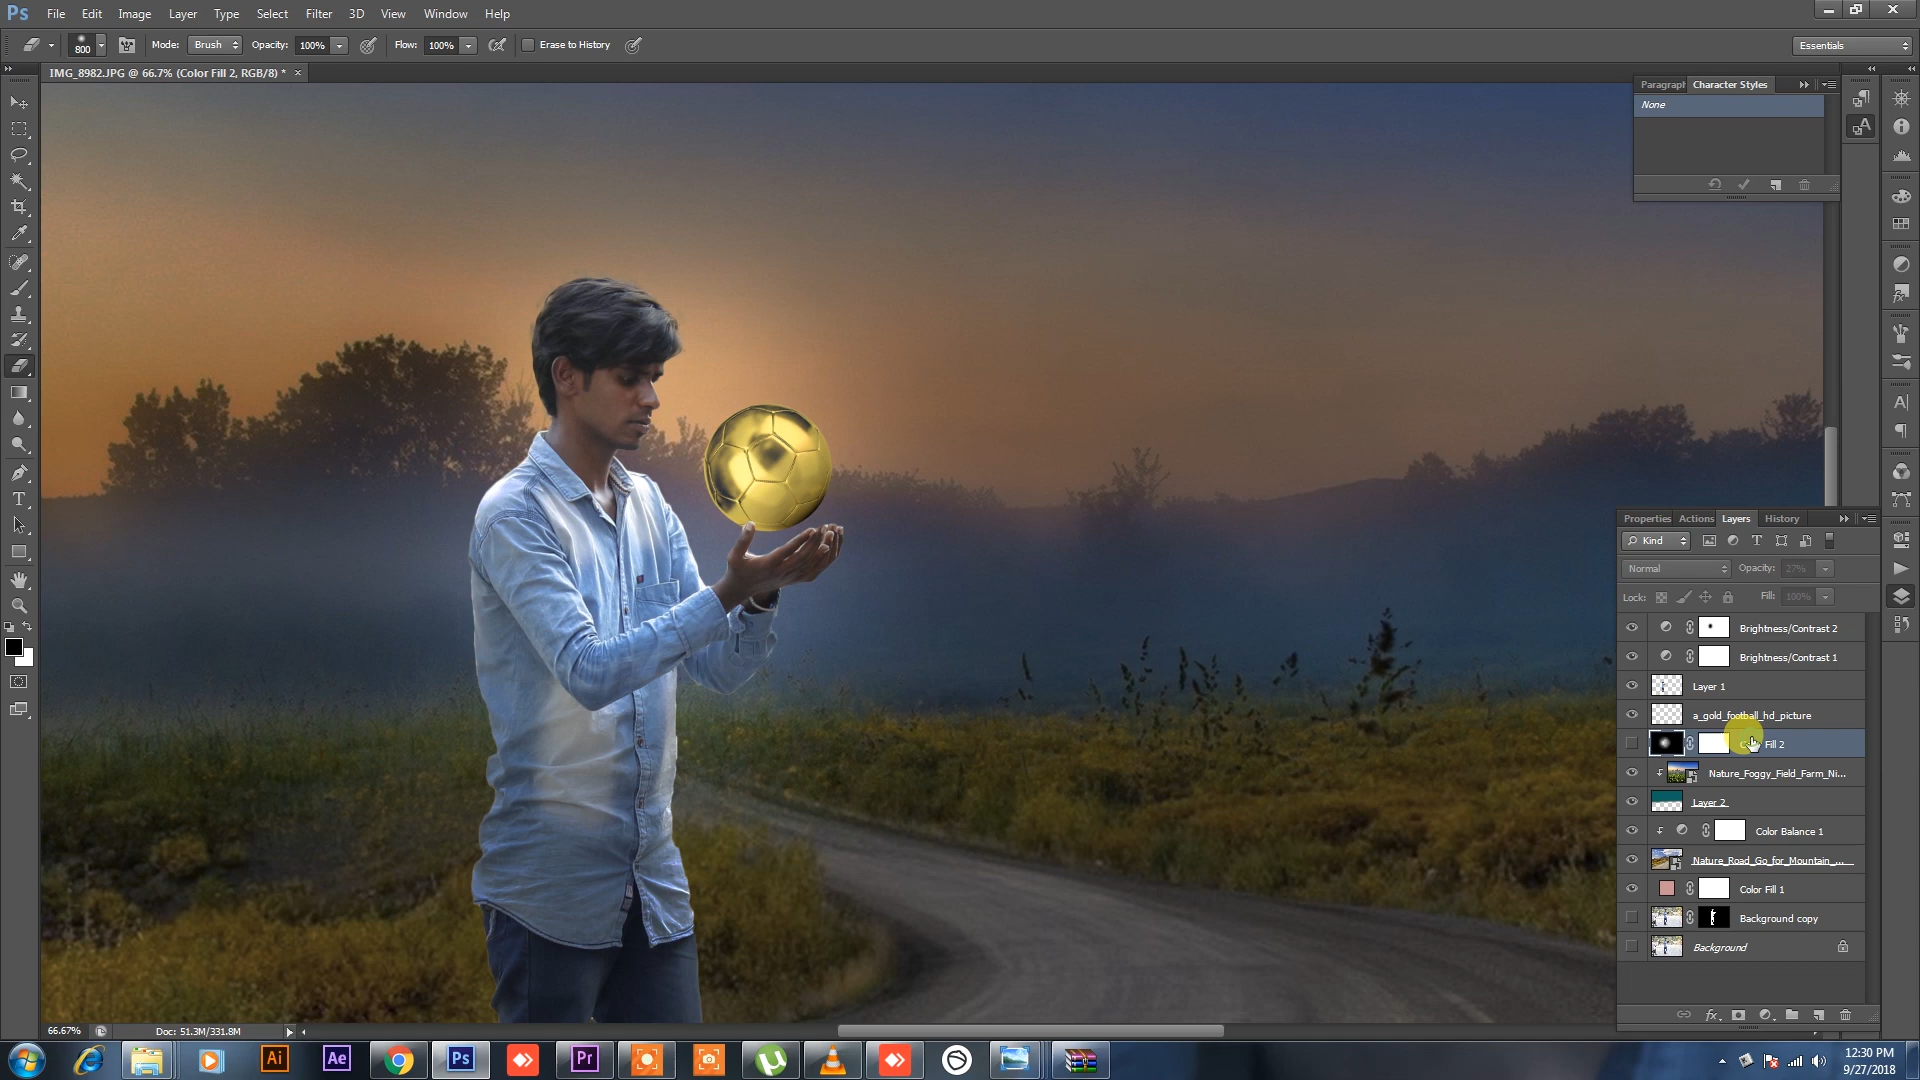 Ps File Edit Image Layer Type Select Filter 3D View Window Help
800 Mode: Brush Opacity: 100% Flow: 100% Erase to History Essentials
IMG_8982.JPG @ 66.7% (Color Fill 2, RGB/8) * ×
Paragraph Character Styles
None
Properties Actions Layers History
Kind
Normal Opacity: 27%
Lock: Fill: 100%
Brightness/Contrast 2
Brightness/Contrast 1
Layer 1
a_gold_football_hd_picture
Fill 2
Nature_Foggy_Field_Farm_Ni...
Layer 2
Color Balance 1
Nature_Road_Go_for_Mountain_...
Color Fill 1
Background copy
Background
fx
66.67% Doc: 51.3M/331.8M
Ai Ae Ps Pr
12:30 PM
9/27/2018